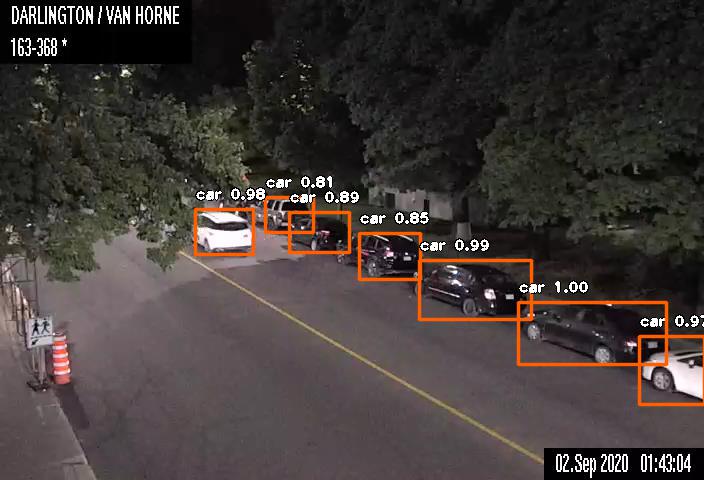 DARLINGTON / VAN HORNE
163-368 *
car 0.81
car 0.98
car 0.89
car 0.85
car 0.99
car 1.00
car 0.97
02.Sep 2020 01:43:04